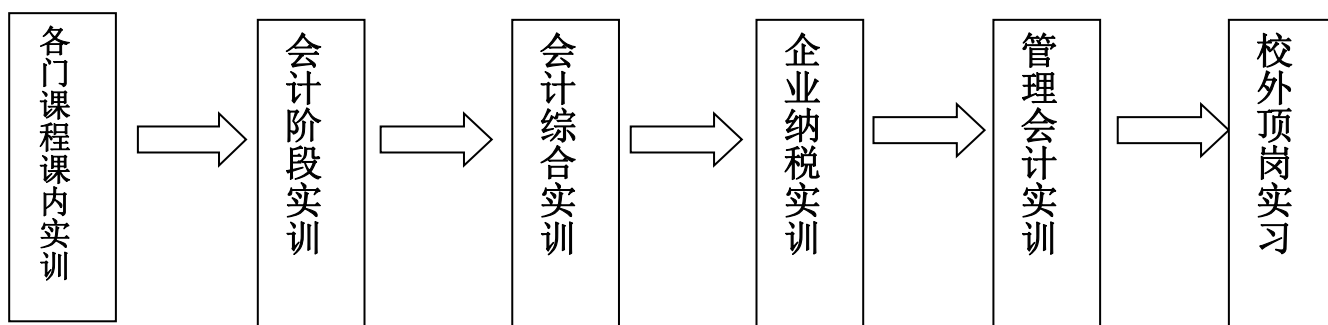 各门课程课内实训
会计阶段实训
会计综合实训
企业纳税实训
管理会计实训
校外顶岗实习